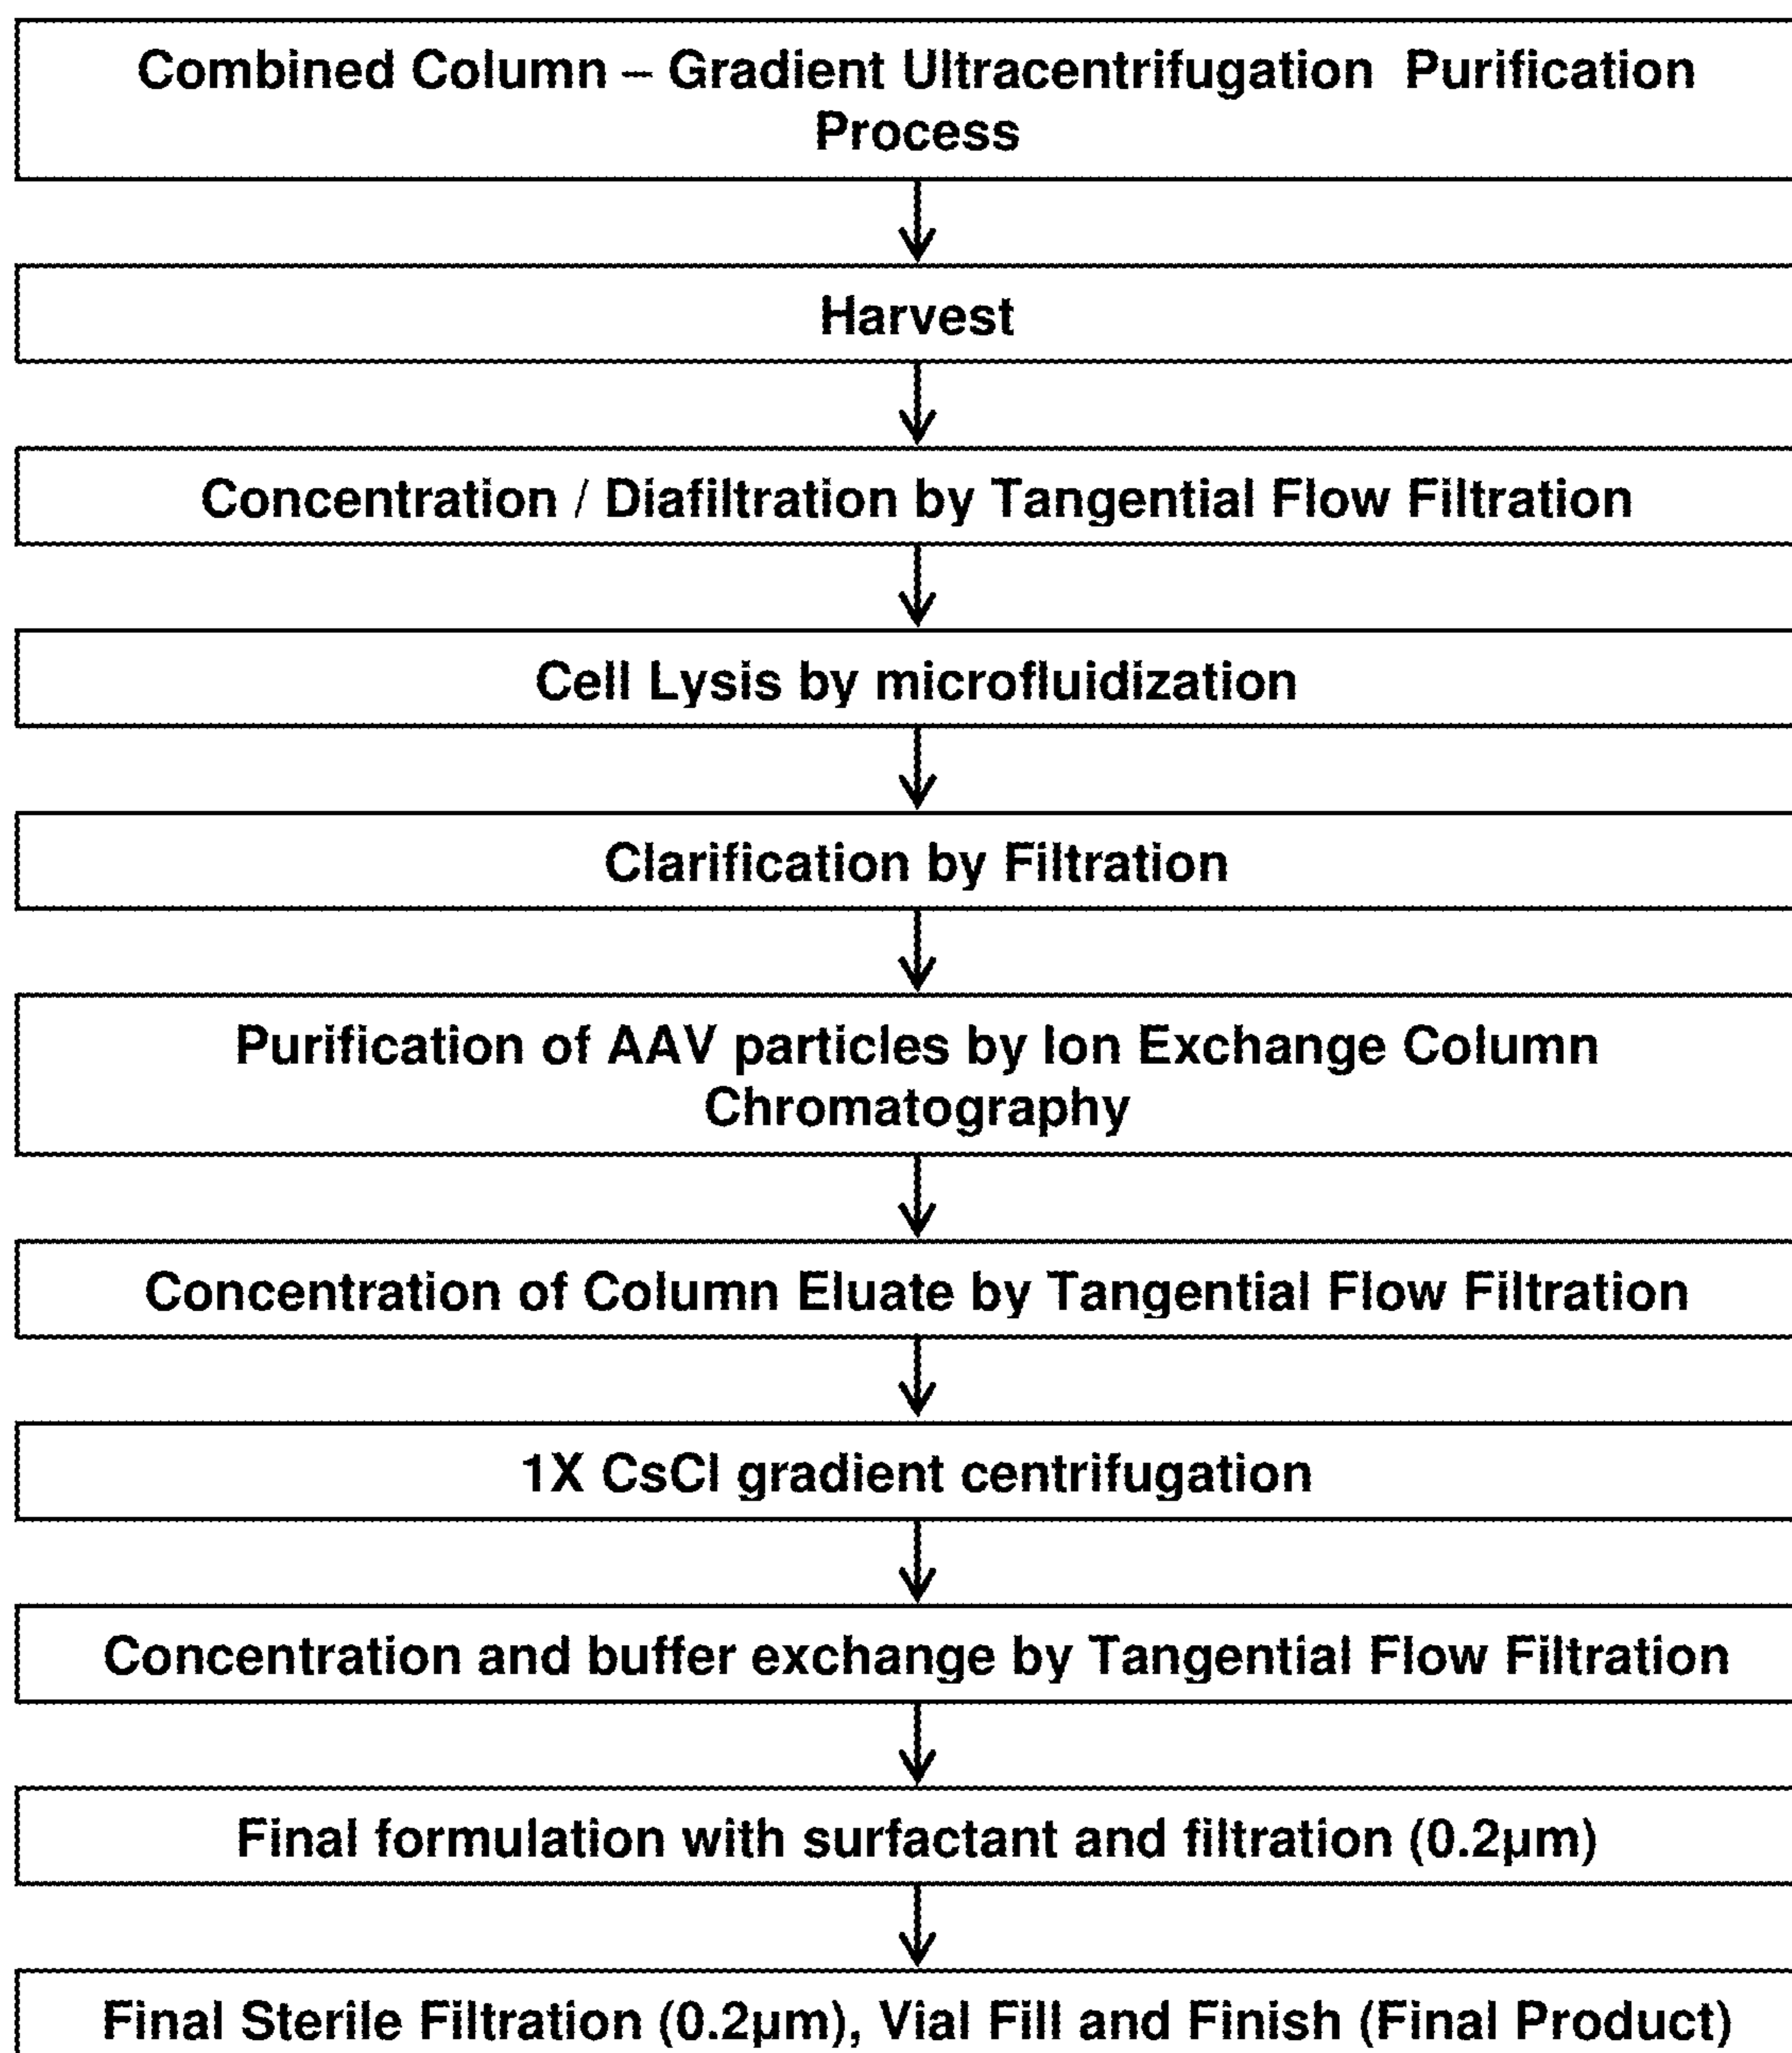 Combined Column – Gradient Ultracentrifugation Purification
Process
Harvest
Concentration / Diafiltration by Tangential Flow Filtration
Cell Lysis by microfluidization
Clarification by Filtration
Purification of AAV particles by Ion Exchange Column
Chromatography
Concentration of Column Eluate by Tangential Flow Filtration
1X CsCl gradient centrifugation
Concentration and buffer exchange by Tangential Flow Filtration
Final formulation with surfactant and filtration (0.2µm)
Final Sterile Filtration (0.2µm), Vial Fill and Finish (Final Product)